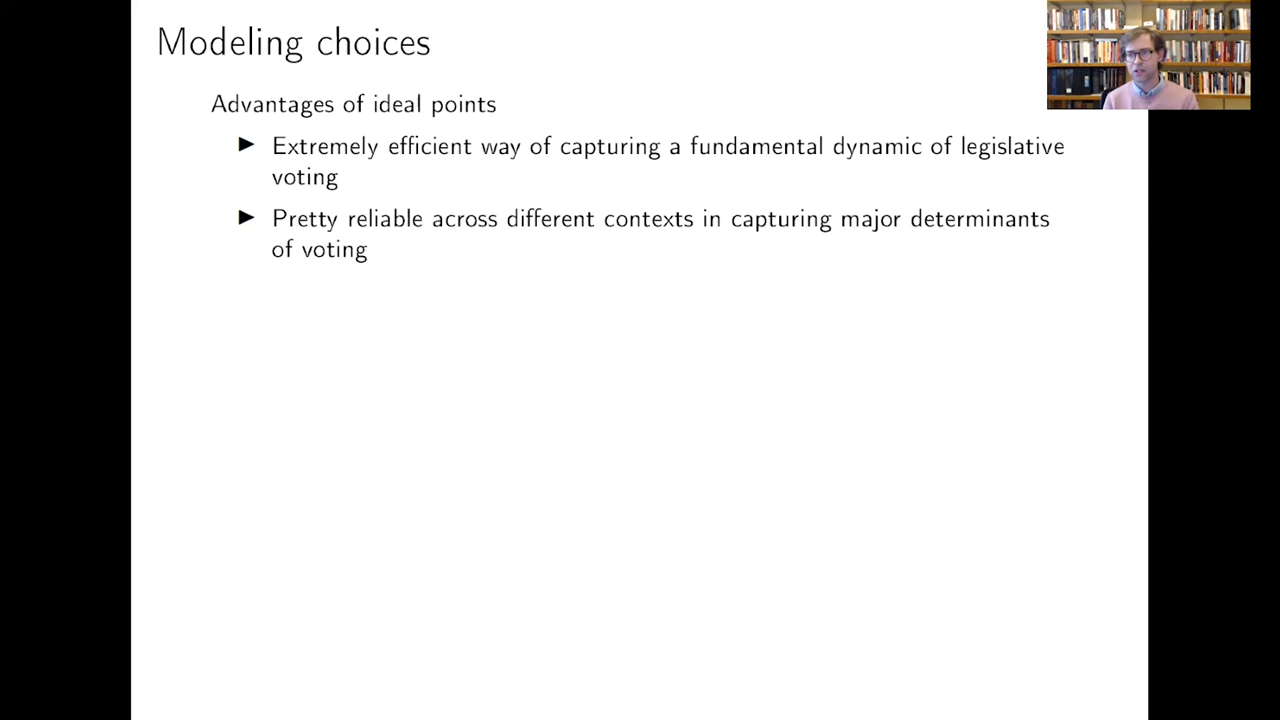 Modeling choices
Advantages of ideal points
▶ Extremely efficient way of capturing a fundamental dynamic of legislative
voting
▶ Pretty reliable across different contexts in capturing major determinants
of voting